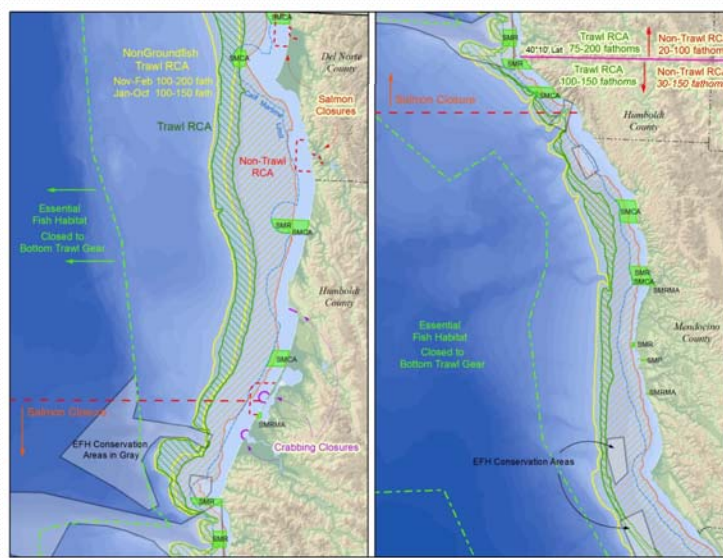 SMCA
NonGroundfish
Trawl RCA
Nov-Feb 100-200 fath
Jan-Oct 100-150 fath
SMCA
Del Norte
County
Trawl RCA
Salmon
Closures
Non-Trawl
RCA
Essential
Fish Habitat
Closed to
Bottom Trawl Gear
SMR
SMCA
Humboldt
County
SMCA
Salmon Closure
SMRMA
EFH Conservation
Areas in Gray
Crabbing Closures
SMR
SMR
SMR
40°10' Lat
Trawl RCA
75-200 fathoms
Non-Trawl RCA
20-100 fathoms
SMR
Trawl RCA
100-150 fathoms
Non-Trawl RCA
30-150 fathoms
Salmon Closure
SMCA
Humboldt
County
SMCA
SMR
SMCA
SMRMA
Essential
Fish Habitat
Closed to
Bottom Trawl Gear
Mendocino
County
SMR
SMP
SMRMA
EFH Conservation Areas
SMR